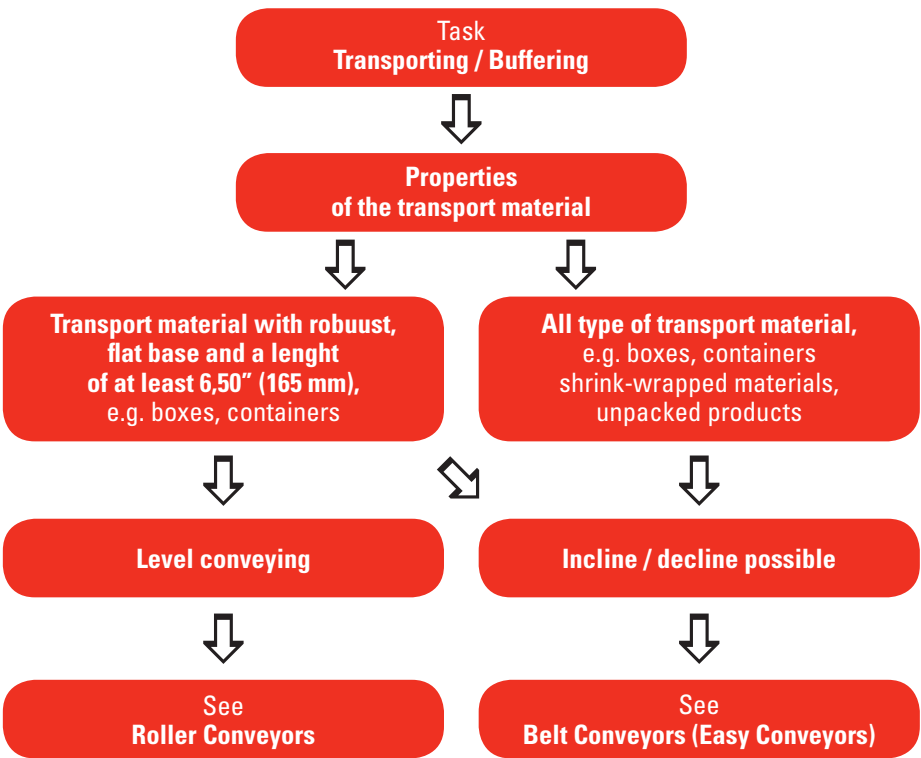 Task
Transporting / Buffering
Properties
of the transport material
Transport material with robuust,
flat base and a lenght
of at least 6,50” (165 mm),
e.g. boxes, containers
All type of transport material,
e.g. boxes, containers
shrink-wrapped materials,
unpacked products
Level conveying
Incline / decline possible
See
Roller Conveyors
See
Belt Conveyors (Easy Conveyors)